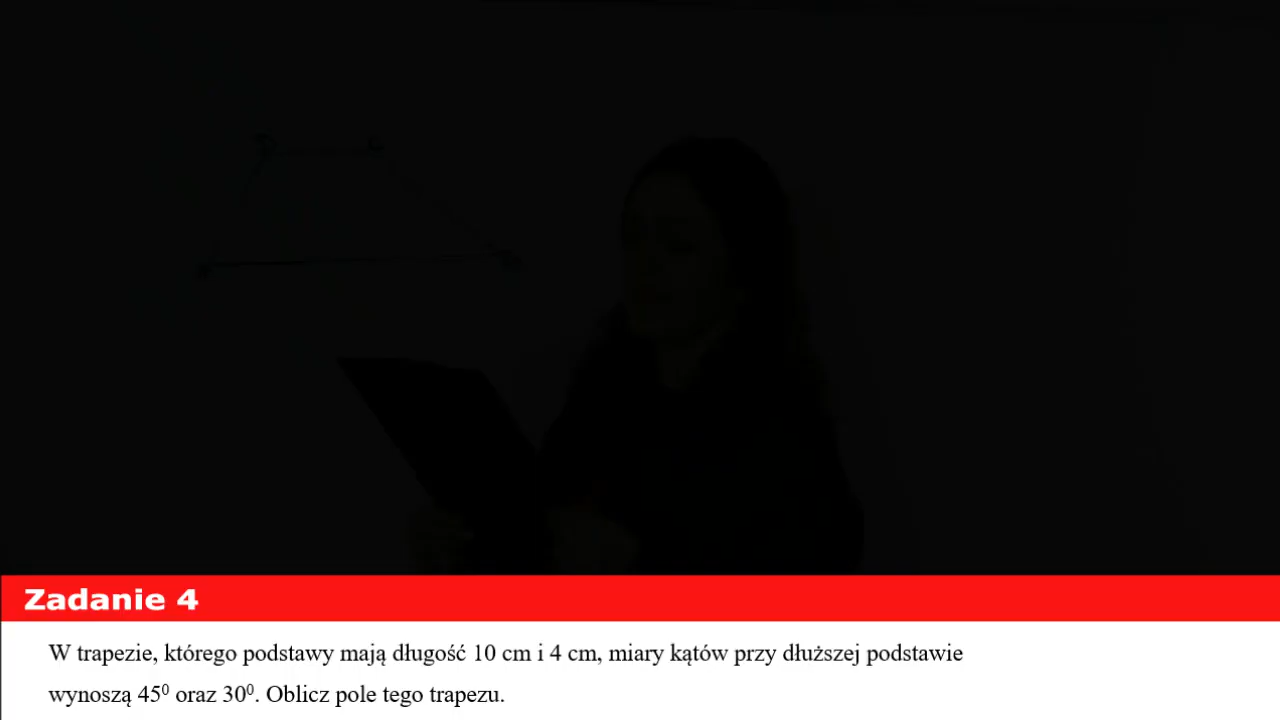 Zadanie 4
W trapezie, którego podstawy mają długość 10 cm i 4 cm, miary kątów przy dłuższej podstawie
wynoszą 45⁰ oraz 30⁰. Oblicz pole tego trapezu.